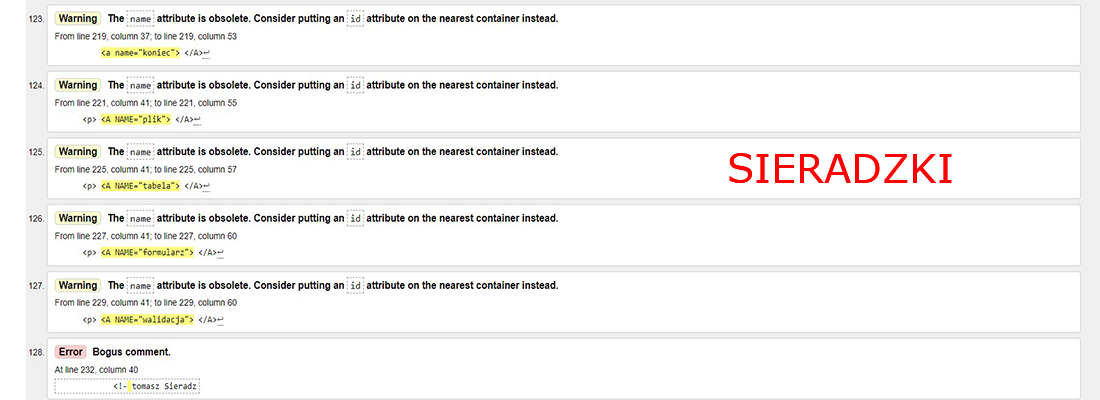 123. Warning The name attribute is obsolete. Consider putting an id attribute on the nearest container instead.
From line 219, column 37; to line 219, column 53
<a name="koniec"> </A>↩
124. Warning The name attribute is obsolete. Consider putting an id attribute on the nearest container instead.
From line 221, column 41; to line 221, column 55
<p> <A NAME="plik"> </A>↩
125. Warning The name attribute is obsolete. Consider putting an id attribute on the nearest container instead.
SIERADZKI
From line 225, column 41; to line 225, column 57
<p> <A NAME="tabela"> </A>↩
126. Warning The name attribute is obsolete. Consider putting an id attribute on the nearest container instead.
From line 227, column 41; to line 227, column 60
<p> <A NAME="formularz"> </A>↩
127. Warning The name attribute is obsolete. Consider putting an id attribute on the nearest container instead.
From line 229, column 41; to line 229, column 60
<p> <A NAME="walidacja"> </A>↩
128. Error Bogus comment.
At line 232, column 40
<!- tomasz Sieradz